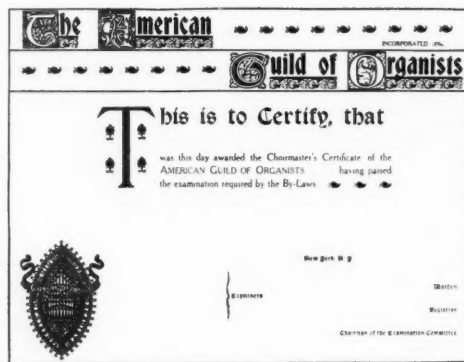 The American
INCORPORATED 1896
Guild of Organists
This is to Certify, that
was this day awarded the Choirmaster's Certificate of the
AMERICAN GUILD OF ORGANISTS having passed
the examination required by the By-Laws
New York, N. Y.
Examiners
Warden
Registrar
Chairman of the Examination Committee